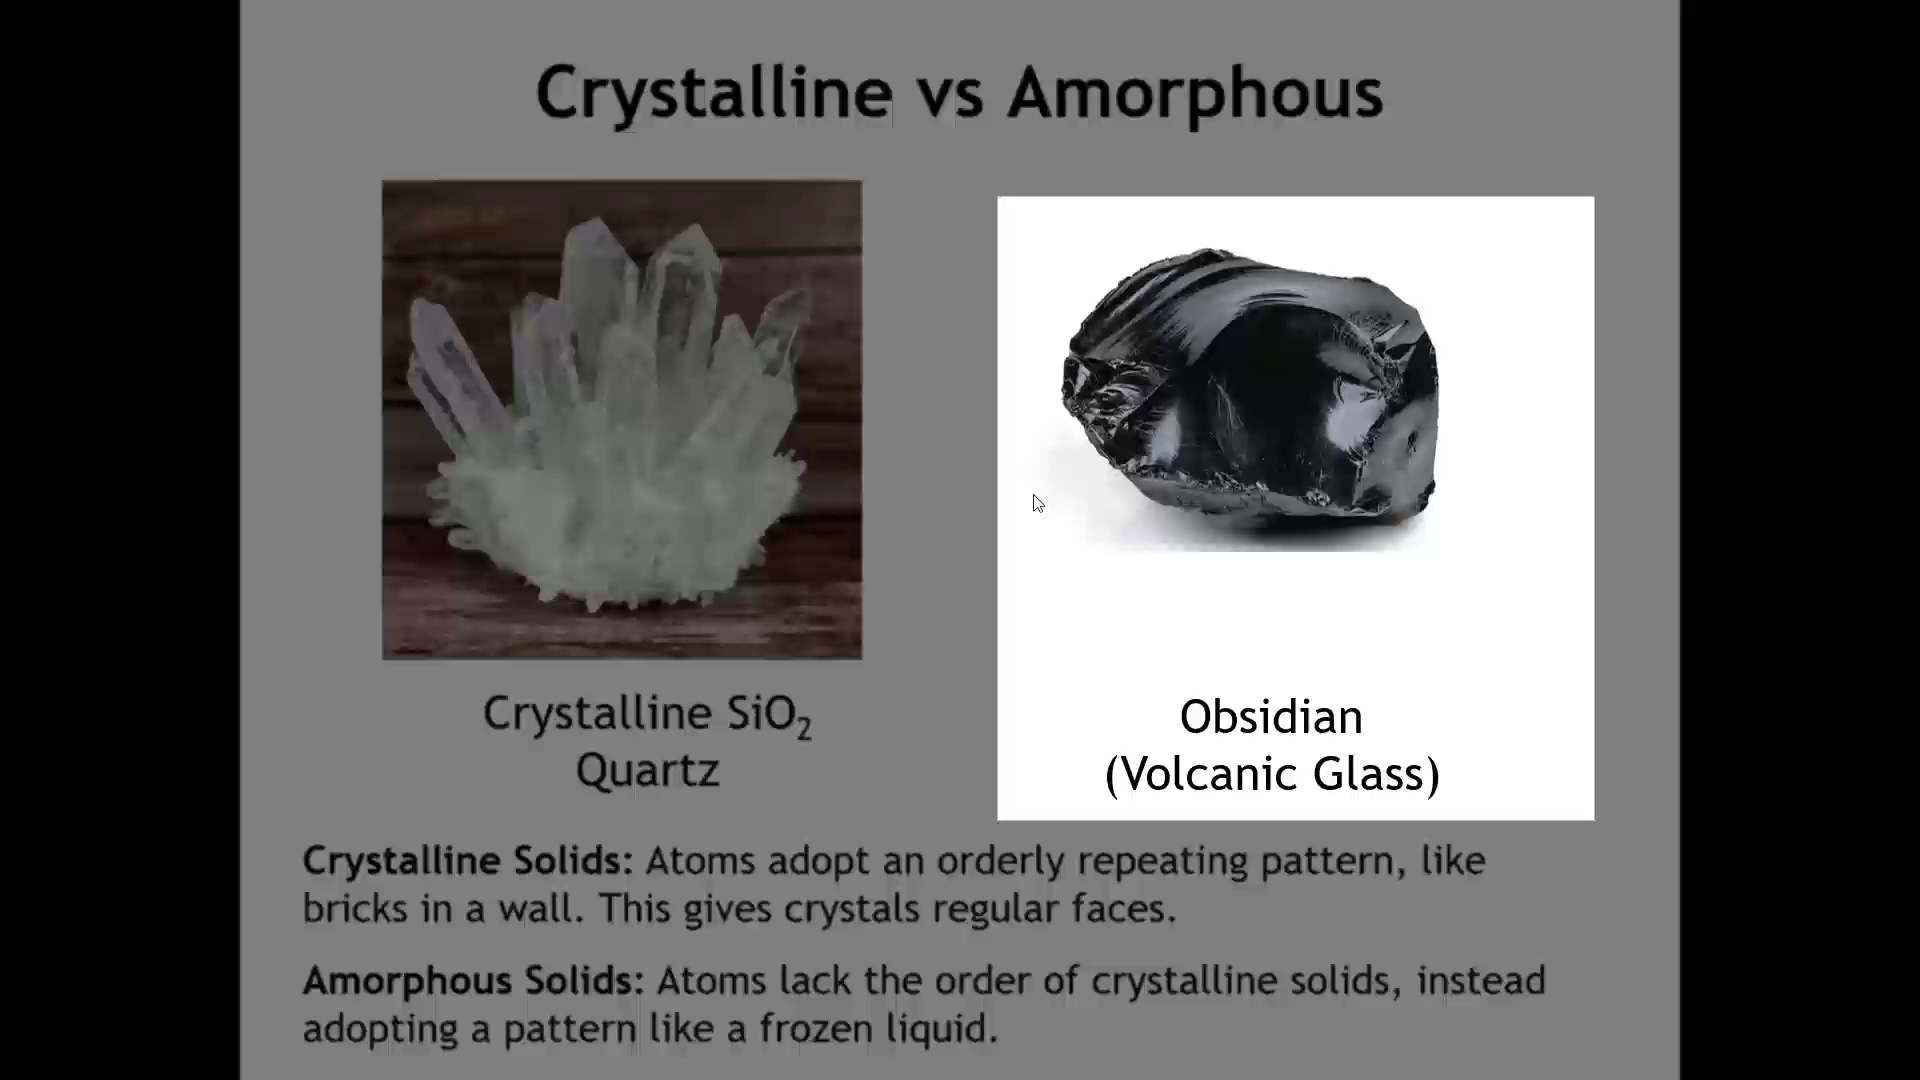 Crystalline vs Amorphous
Crystalline SiO₂
Quartz
Obsidian
(Volcanic Glass)
Crystalline Solids: Atoms adopt an orderly repeating pattern, like
bricks in a wall. This gives crystals regular faces.
Amorphous Solids: Atoms lack the order of crystalline solids, instead
adopting a pattern like a frozen liquid.